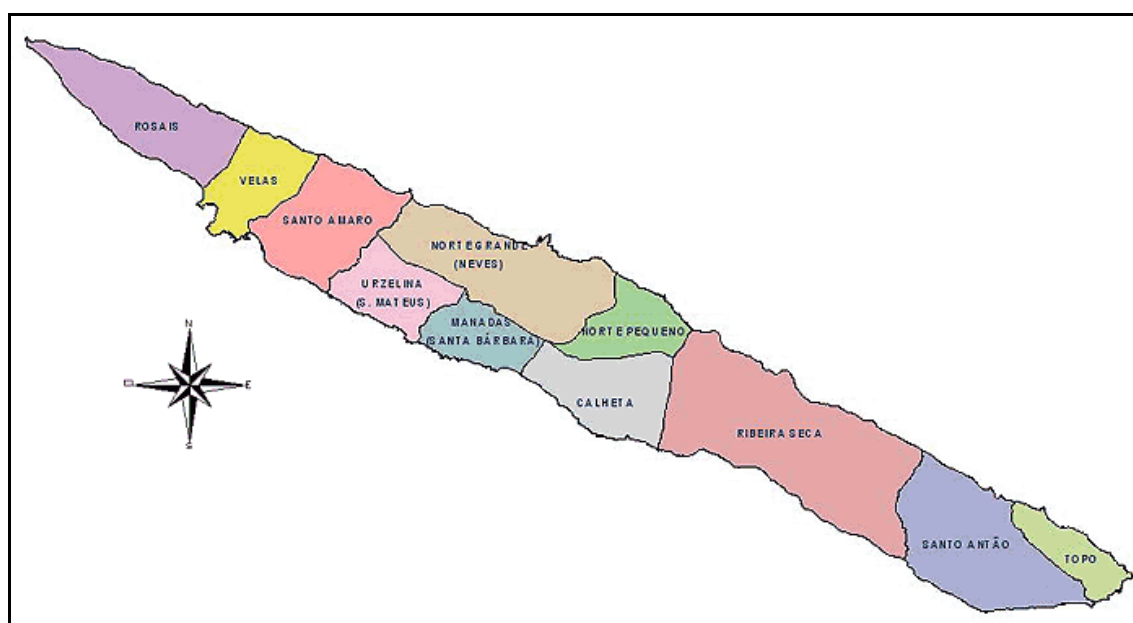 ROSAIS
VELAS
SANTO AMARO
NORTE GRANDE
(NEVES)
URZELINA
(S. MATEUS)
MANADAS
(SANTA BÁRBARA)
NORTE PEQUENO
CALHETA
RIBEIRA SECA
SANTO ANTÃO
TOPO
N
O
E
S